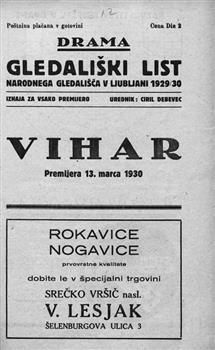 Poštnina plačana v gotovini Cena Din 2
DRAMA
GLEDALIŠKI LIST
NARODNEGA GLEDALIŠČA V LJUBLJANI 1929/30
IZHAJA ZA VSAKO PREMIJERO UREDNIK: CIRIL DEBEVEC
VIHAR
Premijera 13. marca 1930
ROKAVICE
NOGAVICE
prvovrstne kvalitete
dobite le v špecijalni trgovini
SREČKO VRŠIČ nasl.
V. LESJAK
ŠELENBURGOVA ULICA 3